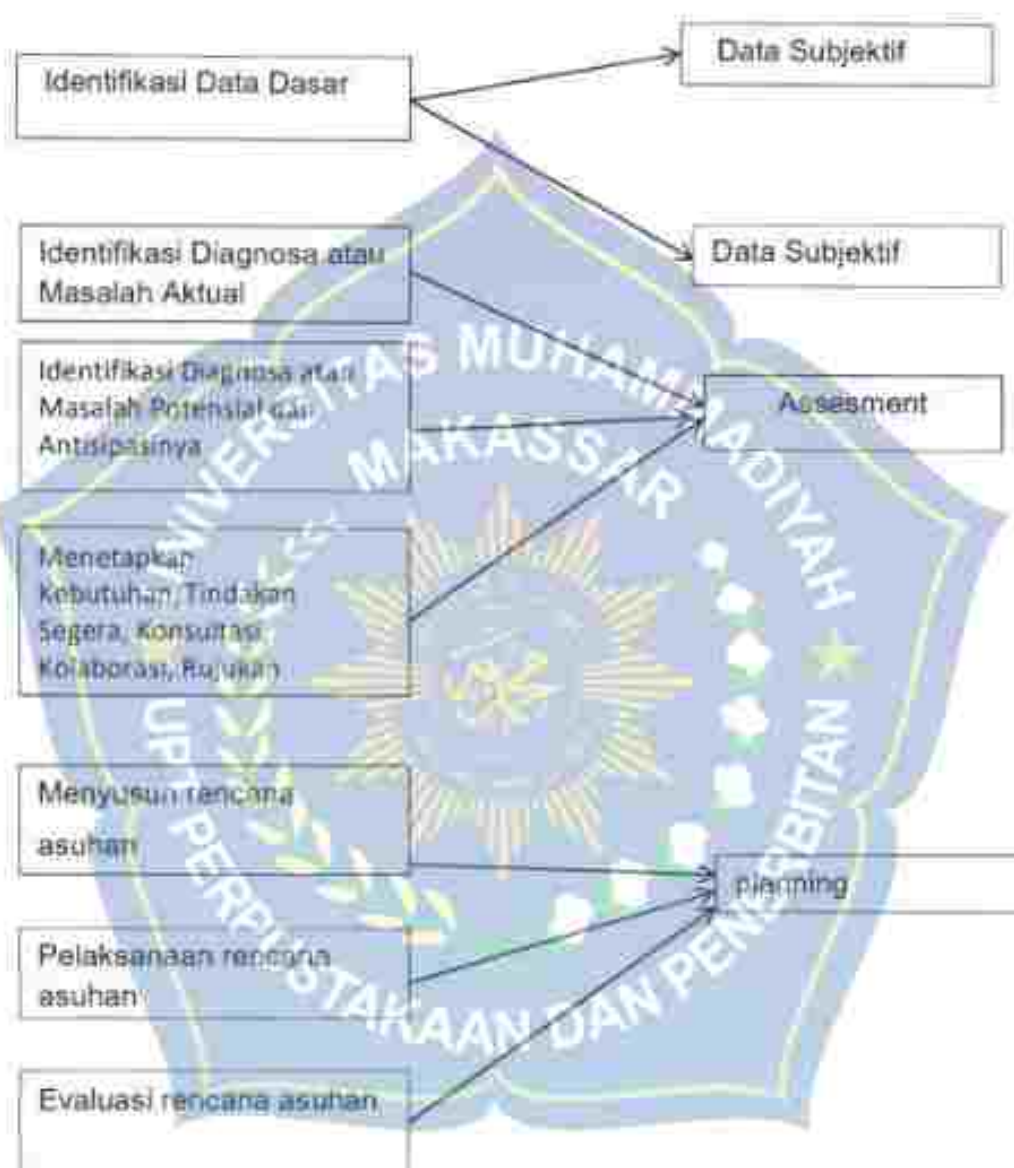 Identifikasi Data Dasar
Data Subjektif
Data Subjektif
Identifikasi Diagnosa atau
Masalah Aktual
Identifikasi Diagnosa atau
Masalah Potensial dan
Antisipasinya
Assesment
Menetapkan
Kebutuhan, Tindakan
Segera, Konsultasi,
Kolaborasi, Rujukan
Menyusun rencana
asuhan
planning
Pelaksanaan rencana
asuhan
Evaluasi rencana asuhan
UNIVERSITAS MUHAMMADIYAH
MAKASSAR
UPT PERPUSTAKAAN DAN PENERBITAN